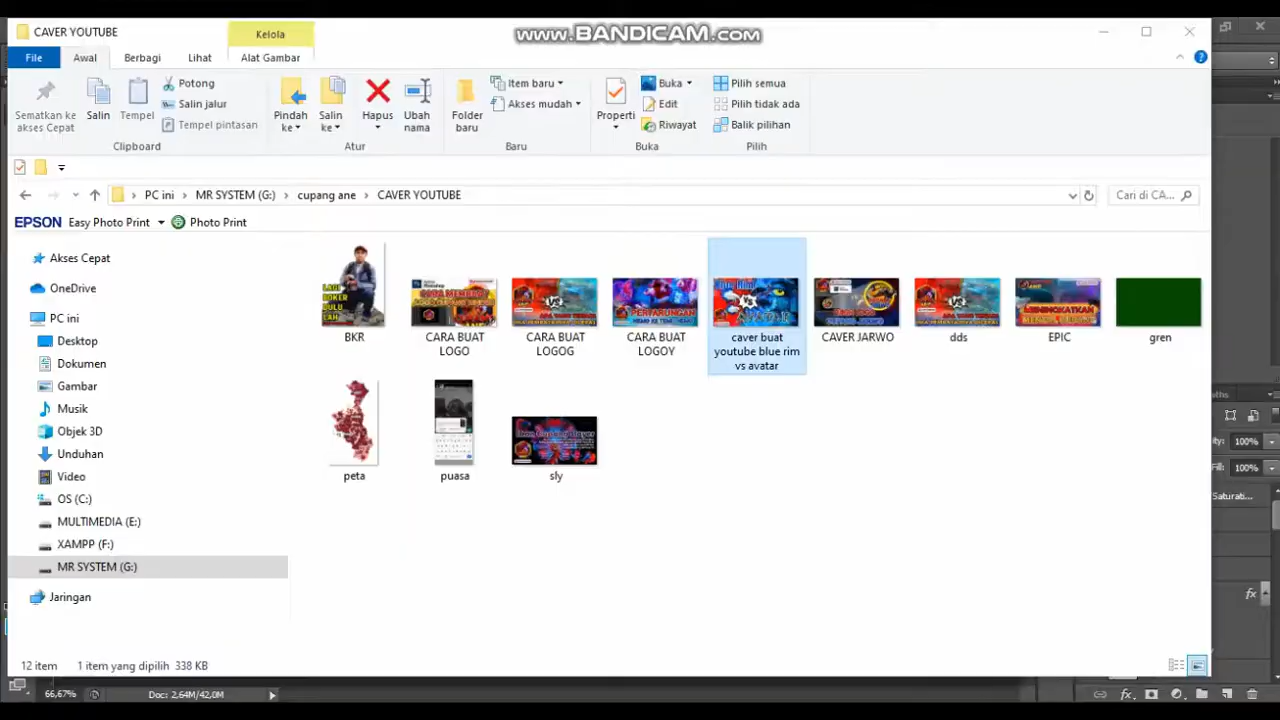 www.BANDICAM.com
CAVER YOUTUBE
Kelola
File
Awal
Berbagi
Lihat
Alat Gambar
Sematkan ke akses Cepat
Salin
Tempel
Potong
Salin jalur
Tempel pintasan
Clipboard
Pindah ke
Salin ke
Hapus
Ubah nama
Atur
Folder baru
Item baru
Akses mudah
Baru
Properti
Buka
Edit
Riwayat
Buka
Pilih semua
Pilih tidak ada
Balik pilihan
Pilih
PC ini
MR SYSTEM (G:)
cupang ane
CAVER YOUTUBE
Cari di CA...
EPSON Easy Photo Print
Photo Print
Akses Cepat
OneDrive
PC ini
Desktop
Dokumen
Gambar
Musik
Objek 3D
Unduhan
Video
OS (C:)
MULTIMEDIA (E:)
XAMPP (F:)
MR SYSTEM (G:)
Jaringan
BKR
CARA BUAT
LOGO
CARA BUAT
LOGOG
CARA BUAT
LOGOY
caver buat
youtube blue rim
vs avatar
CAVER JARWO
dds
EPIC
gren
peta
puasa
sly
12 item
1 item yang dipilih 338 KB
66,67%
Doc: 2,64M/42,0M
100%
Fill: 100%
Saturati...
fx
fx